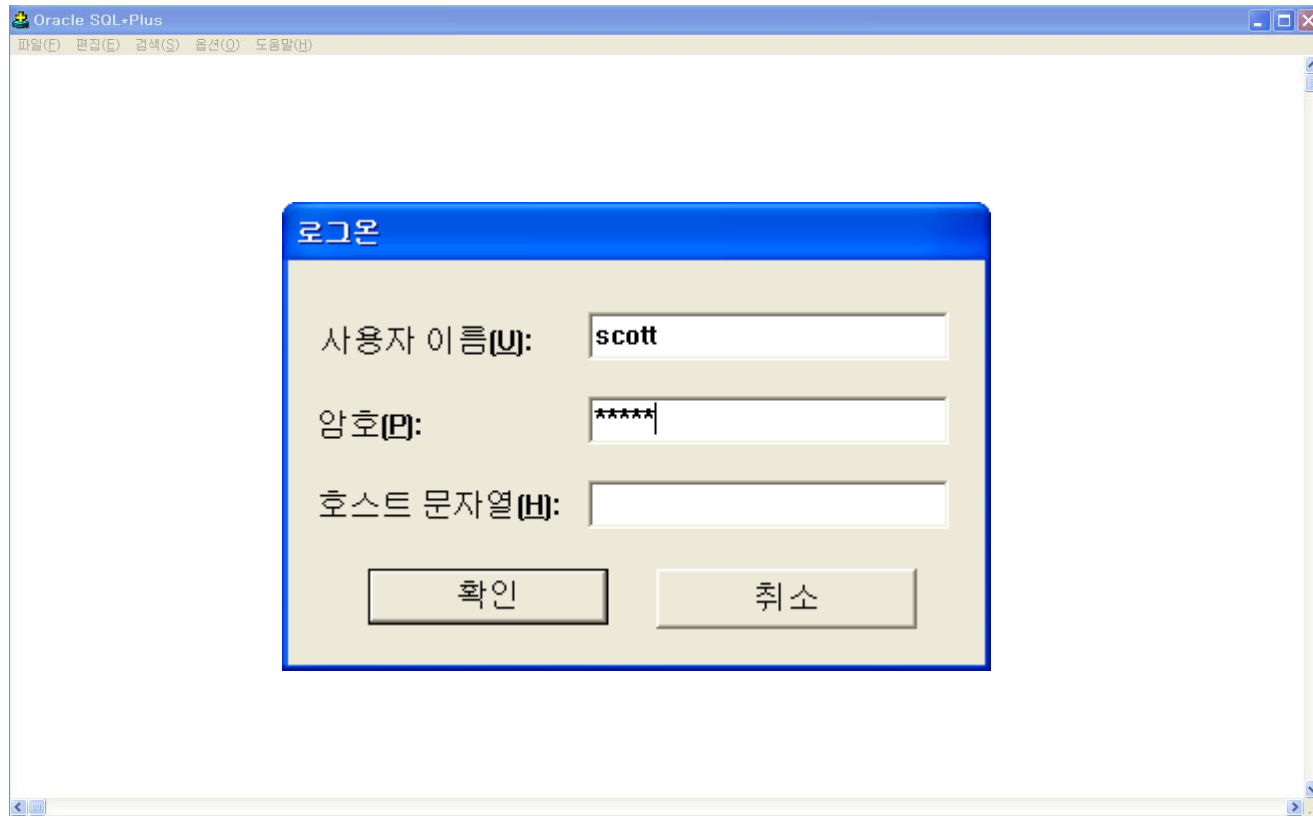 Oracle SQL*Plus
파일(F) 편집(E) 검색(S) 옵션(O) 도움말(H)
로그온
사용자 이름(U): scott
암호(P): *****
호스트 문자열(H):
확인 취소